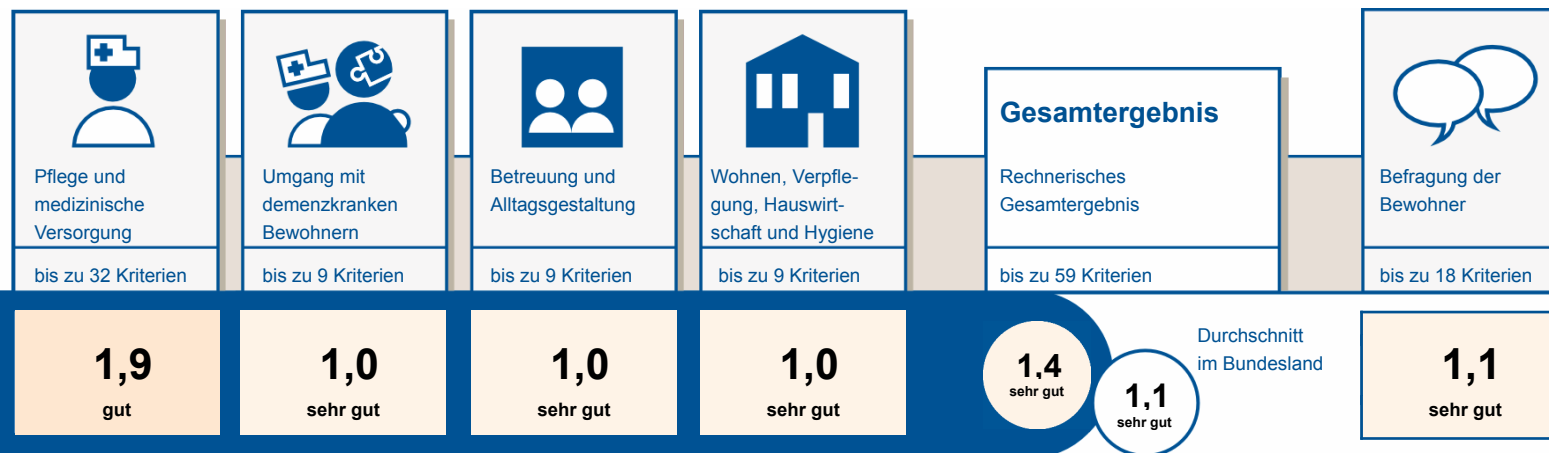 Pflege und
medizinische
Versorgung
bis zu 32 Kriterien
1,9
gut
Umgang mit
demenzkranken
Bewohnern
bis zu 9 Kriterien
1,0
sehr gut
Betreuung und
Alltagsgestaltung
bis zu 9 Kriterien
1,0
sehr gut
Wohnen, Verpfle-
gung, Hauswirt-
schaft und Hygiene
bis zu 9 Kriterien
1,0
sehr gut
Gesamtergebnis
Rechnerisches
Gesamtergebnis
bis zu 59 Kriterien
1,4
sehr gut
1,1
sehr gut
Durchschnitt
im Bundesland
Befragung der
Bewohner
bis zu 18 Kriterien
1,1
sehr gut